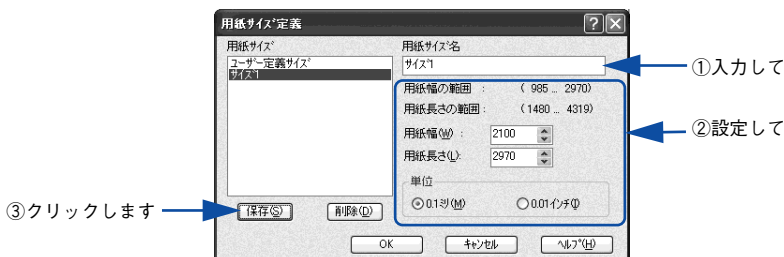 用紙サイズ定義
用紙サイズ
ユーザー定義サイズ
サイズ1
用紙サイズ名
サイズ1
①入力して
用紙幅の範囲 : ( 985 .. 2970)
用紙長さの範囲 : ( 1480 .. 4319)
用紙幅(W) : 2100
②設定して
用紙長さ(L): 2970
単位
0.1ミリ(M) 0.01インチ(I)
③クリックします
保存(S) 削除(D)
OK キャンセル ヘルプ(H)